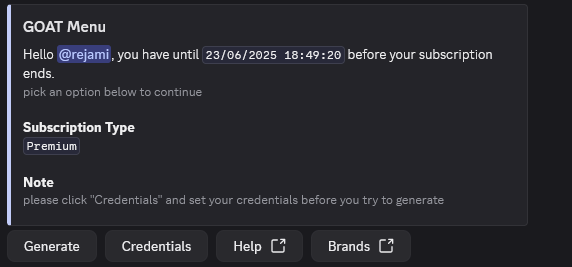 GOAT Menu
Hello @rejami, you have until 23/06/2025 18:49:20 before your subscription
ends.
pick an option below to continue
Subscription Type
Premium
Note
please click "Credentials" and set your credentials before you try to generate
Generate Credentials Help Brands